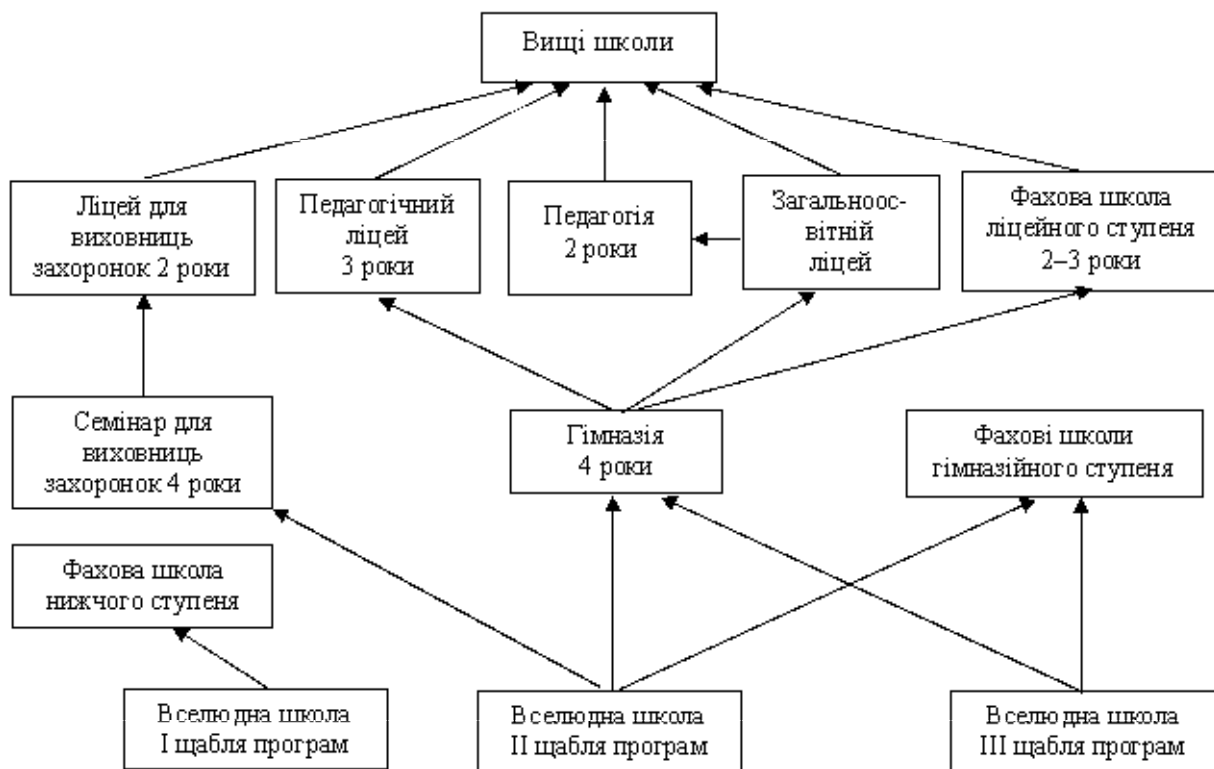 Вищі школи
Ліцей для
виховниць
захоронок 2 роки
Педагогічний
ліцей
3 роки
Педагогія
2 роки
Загальноос-
вітній
ліцей
Фахова школа
ліцейного ступеня
2–3 роки
Семінар для
виховниць
захоронок 4 роки
Гімназія
4 роки
Фахові школи
гімназійного ступеня
Фахова школа
нижчого ступеня
Вселюдна школа
І щабля програм
Вселюдна школа
ІІ щабля програм
Вселюдна школа
ІІІ щабля програм